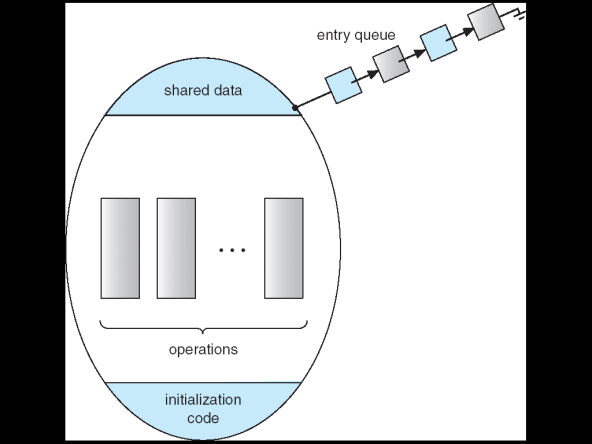 entry queue
shared data
...
operations
initialization
code